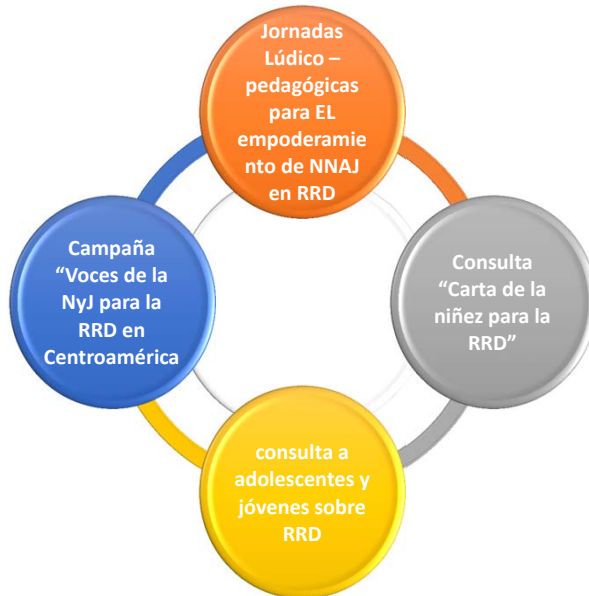 Jornadas
Lúdico –
pedagógicas
para EL
empoderamie
nto de NNAJ
en RRD
Campaña
“Voces de la
NyJ para la
RRD en
Centroamérica
Consulta
“Carta de la
niñez para la
RRD”
consulta a
adolescentes y
jóvenes sobre
RRD